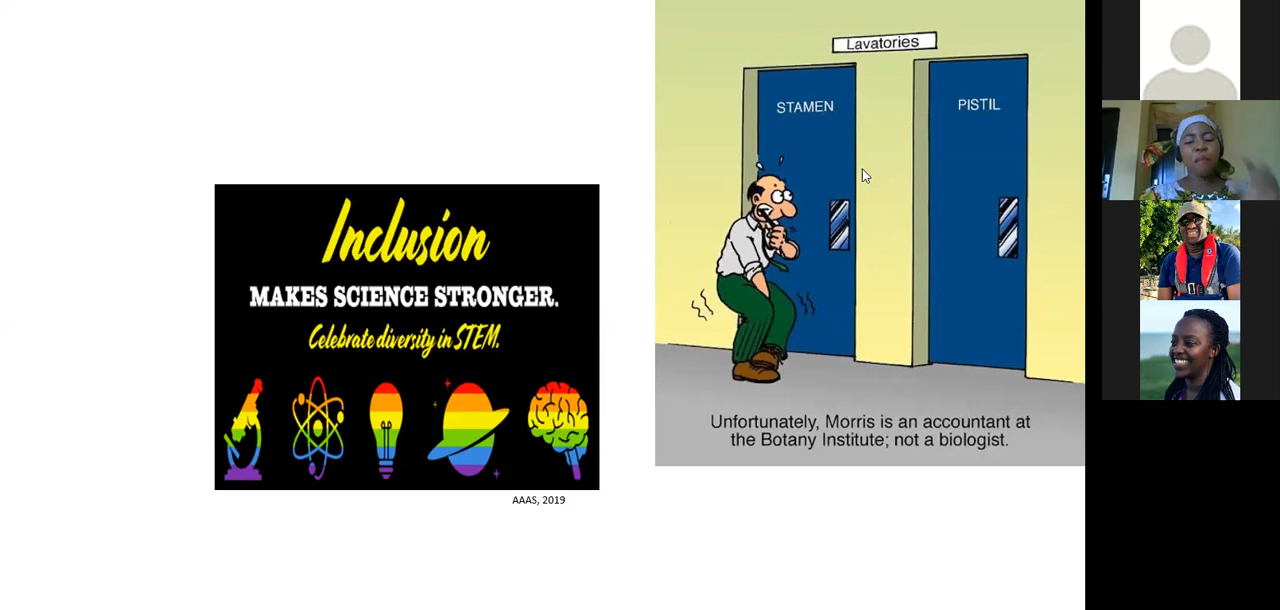 Inclusion
MAKES SCIENCE STRONGER.
Celebrate diversity in STEM.
AAAS, 2019
Lavatories
STAMEN
PISTIL
Unfortunately, Morris is an accountant at
the Botany Institute; not a biologist.